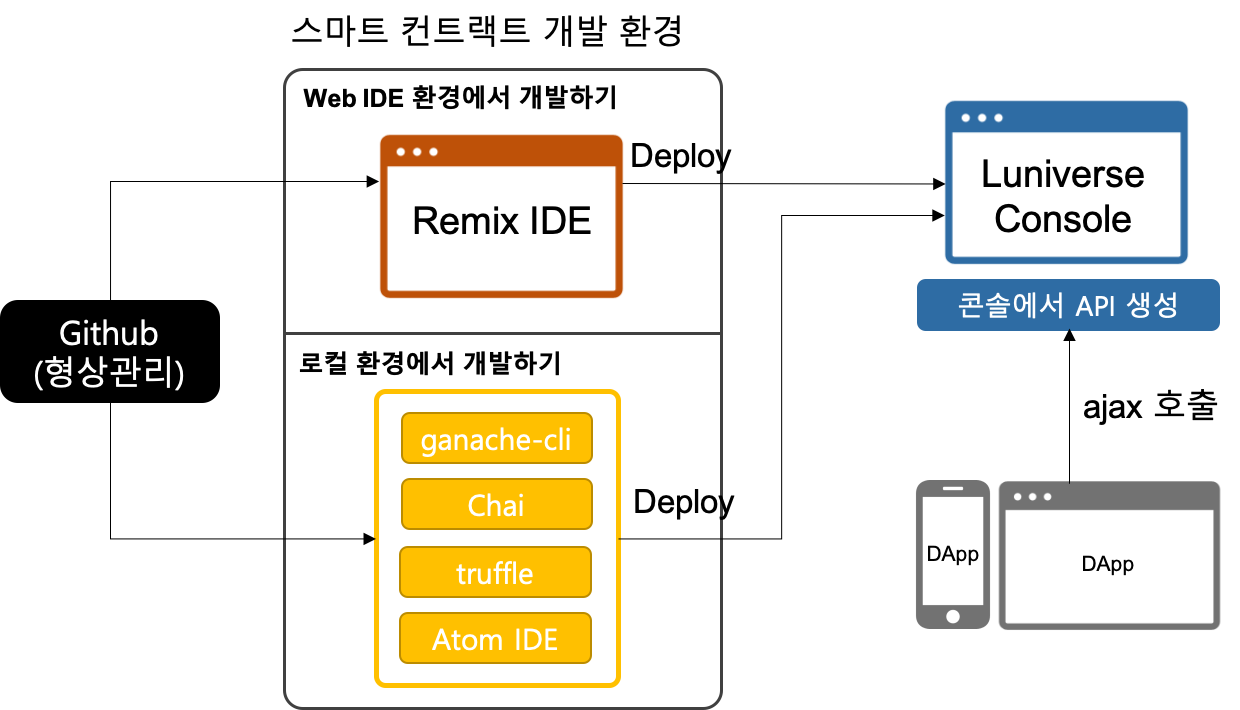 스마트 컨트랙트 개발 환경
Web IDE 환경에서 개발하기
Remix IDE
Deploy
Luniverse
Console
콘솔에서 API 생성
Github
(형상관리)
로컬 환경에서 개발하기
ganache-cli
Chai
truffle
Atom IDE
Deploy
ajax 호출
DApp
DApp